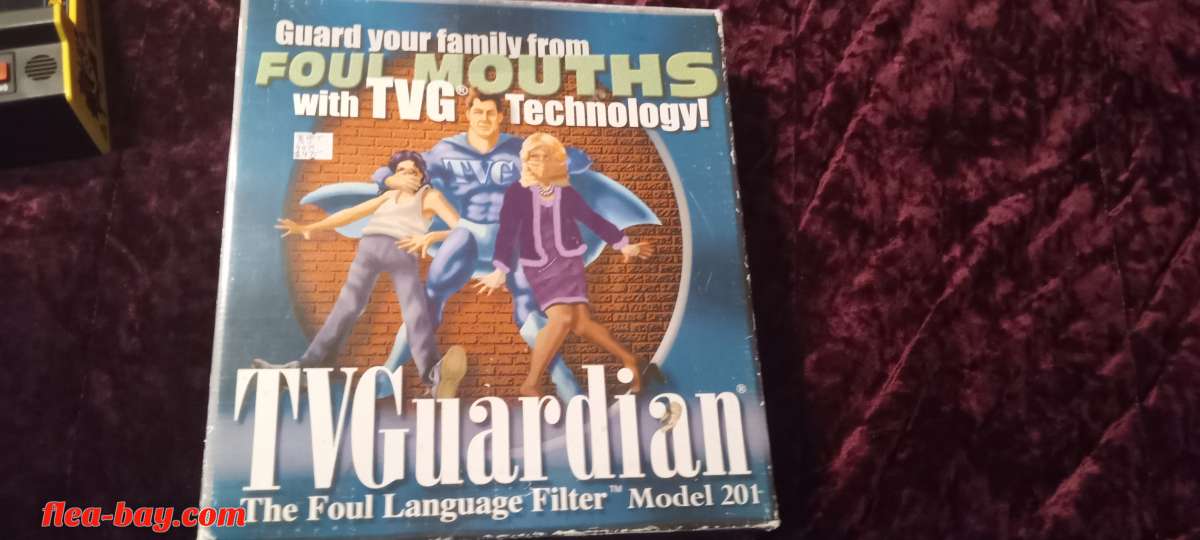 Guard your family from
FOUL MOUTHS
with TVG® Technology!
TVG
TVGuardian®
The Foul Language Filter™ Model 201
flea-bay.com